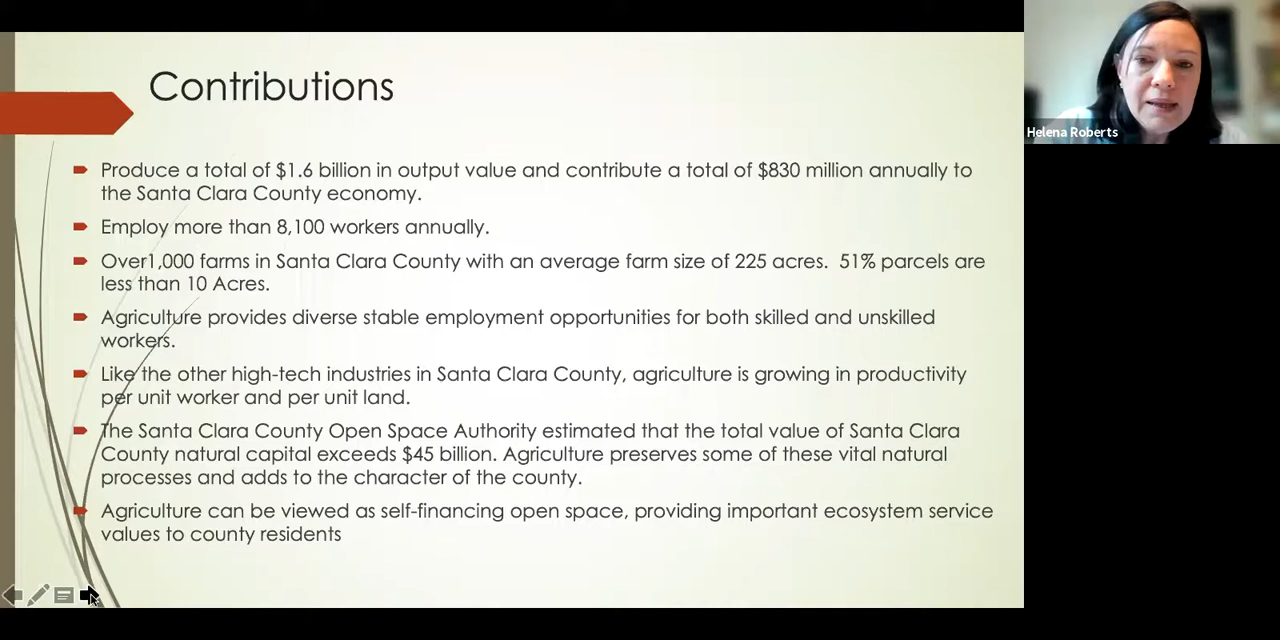 Contributions
Helena Roberts
Produce a total of $1.6 billion in output value and contribute a total of $830 million annually to
the Santa Clara County economy.
Employ more than 8,100 workers annually.
Over1,000 farms in Santa Clara County with an average farm size of 225 acres.  51% parcels are
less than 10 Acres.
Agriculture provides diverse stable employment opportunities for both skilled and unskilled
workers.
Like the other high-tech industries in Santa Clara County, agriculture is growing in productivity
per unit worker and per unit land.
The Santa Clara County Open Space Authority estimated that the total value of Santa Clara
County natural capital exceeds $45 billion. Agriculture preserves some of these vital natural
processes and adds to the character of the county.
Agriculture can be viewed as self-financing open space, providing important ecosystem service
values to county residents